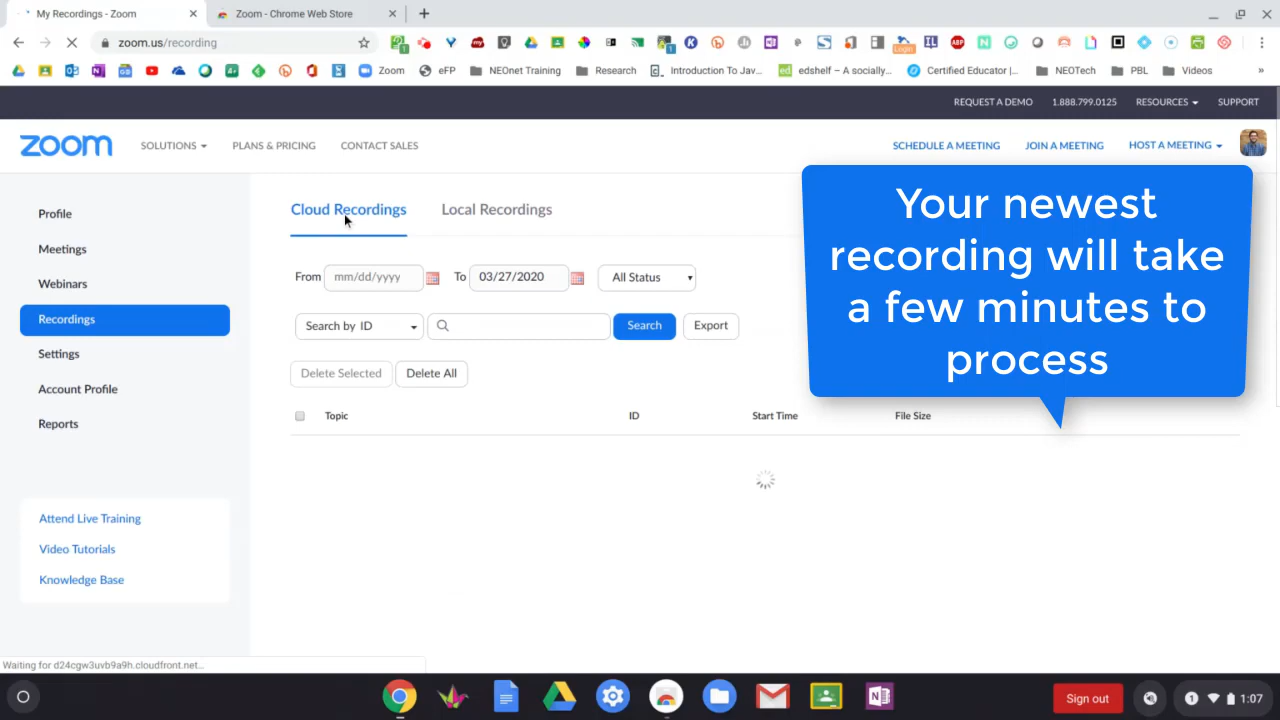 My Recordings - Zoom
Zoom - Chrome Web Store
zoom.us/recording
Zoom
eFP
NEOnet Training
Research
Introduction To Jav...
edshelf – A socially...
Certified Educator |...
NEOTech
PBL
Videos
»
REQUEST A DEMO
1.888.799.0125
RESOURCES
SUPPORT
zoom
SOLUTIONS
PLANS & PRICING
CONTACT SALES
SCHEDULE A MEETING
JOIN A MEETING
HOST A MEETING
Profile
Meetings
Webinars
Recordings
Settings
Account Profile
Reports
Attend Live Training
Video Tutorials
Knowledge Base
Cloud Recordings
Local Recordings
From
mm/dd/yyyy
To
03/27/2020
All Status
Search by ID
Search
Export
Delete Selected
Delete All
Topic
ID
Start Time
File Size
Your newest
recording will take
a few minutes to
process
Waiting for d24cgw3uvb9a9h.cloudfront.net...
Sign out
1
1:07